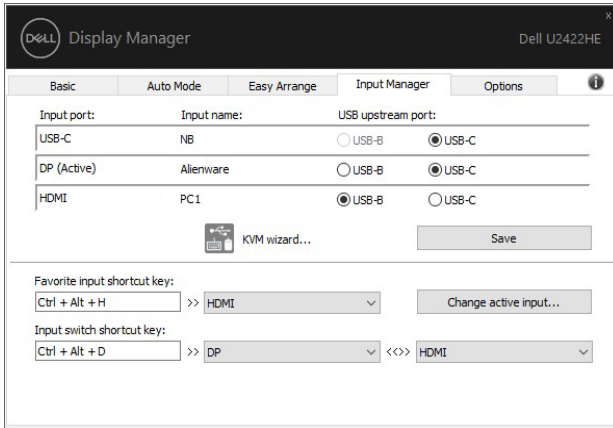 x
DELL Display Manager Dell U2422HE
Basic Auto Mode Easy Arrange Input Manager Options i
Input port: Input name: USB upstream port:
USB-C NB USB-B USB-C
DP (Active) Alienware USB-B USB-C
HDMI PC1 USB-B USB-C
KVM wizard... Save
Favorite input shortcut key:
Ctrl + Alt + H >> HDMI Change active input...
Input switch shortcut key:
Ctrl + Alt + D >> DP <<>> HDMI